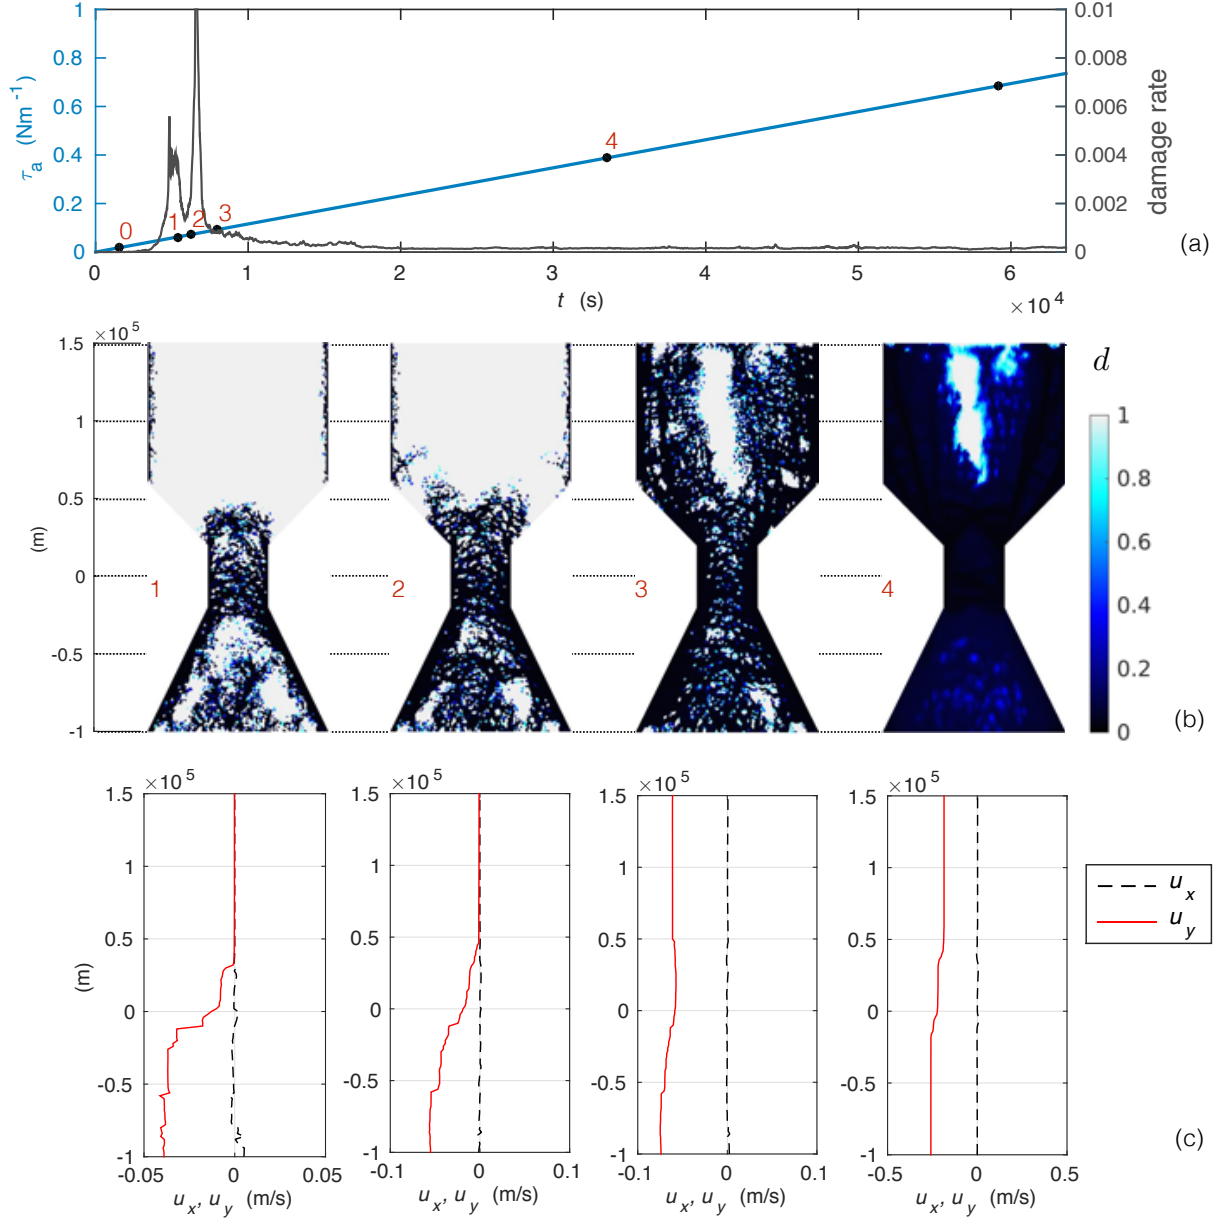 1 0.01
0.8 0.008
0.6 0.006
0.4 0.004
0.2 0.002
0 0
τa (Nm -1)
damage rate
0 1 2 3 4
0 1 2 3 4 5 6
t (s) ×10 4
(a)
×10 5
1.5
1
0.5
0
-0.5
-1
(m)
1 2 3 4
d
1
0.8
0.6
0.4
0.2
0
(b)
×10 5 ×10 5 ×10 5 ×10 5
1.5 1.5 1.5 1.5
1 1 1 1
0.5 0.5 0.5 0.5
0 0 0 0
-0.5 -0.5 -0.5 -0.5
-1 -1 -1 -1
(m)
-0.05 0 0.05 -0.1 0 0.1 -0.1 0 0.1 -0.5 0 0.5
ux, uy (m/s) ux, uy (m/s) ux, uy (m/s) ux, uy (m/s)
ux
uy
(c)